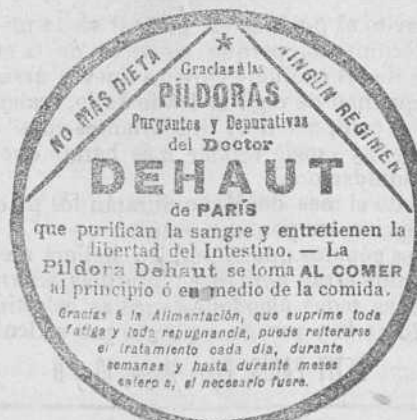 NO MÁS DIETA
NINGÚN REGIMEN
Gracias á las
PÍLDORAS
Purgantes y Depurativas
del Doctor
DEHAUT
de PARÍS
que purifican la sangre y entretienen la
libertad del Intestino. — La
Píldora Dehaut se toma AL COMER
al principio ó en medio de la comida.
Gracias á la Alimentación, que suprime toda
fatiga y toda repugnancia, puede reiterarse
el tratamiento cada dia, durante
semanas y hasta durante meses
enteros, si necesario fuere.